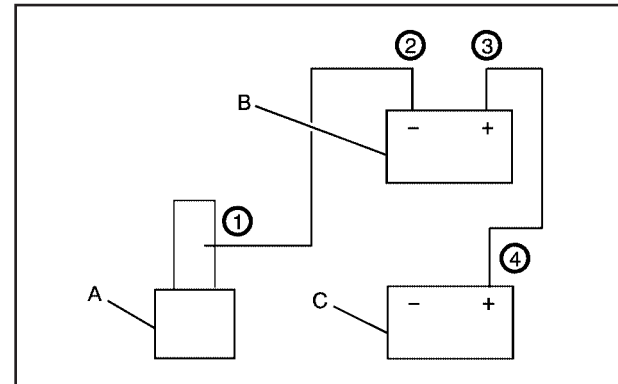 ② ③
B
− +
①
④
A
C
− +